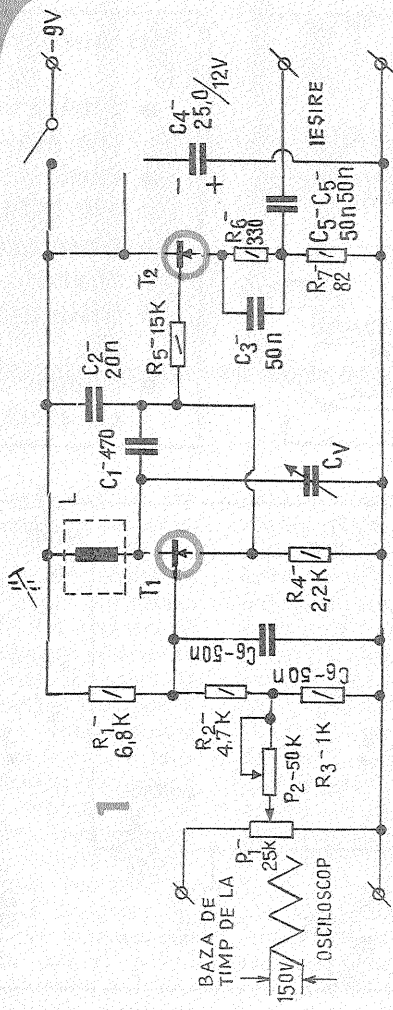 1
BAZA DE
TIMP DE LA
150V
OSCILOSCOP
P1-
25k
P2-50K
R1-
6,8K
R2-
4,7K
R3-1K
C6-50n
C6-50n
L
T1
R4-
2,2K
C1-470
C2-
20n
CV
R5-15K
T2
C3-
50n
R6-
330
R7-
82
C5-C5-
50n50n
C4-
25,0/12V
-
+
-9V
IEȘIRE